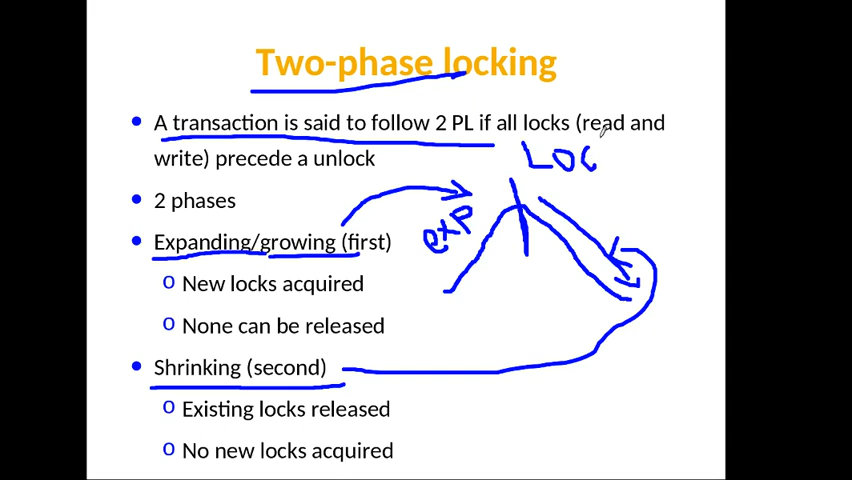 Two-phase locking
• A transaction is said to follow 2 PL if all locks (read and
write) precede a unlock
LOC
• 2 phases
exp
• Expanding/growing (first)
o New locks acquired
o None can be released
• Shrinking (second)
o Existing locks released
o No new locks acquired